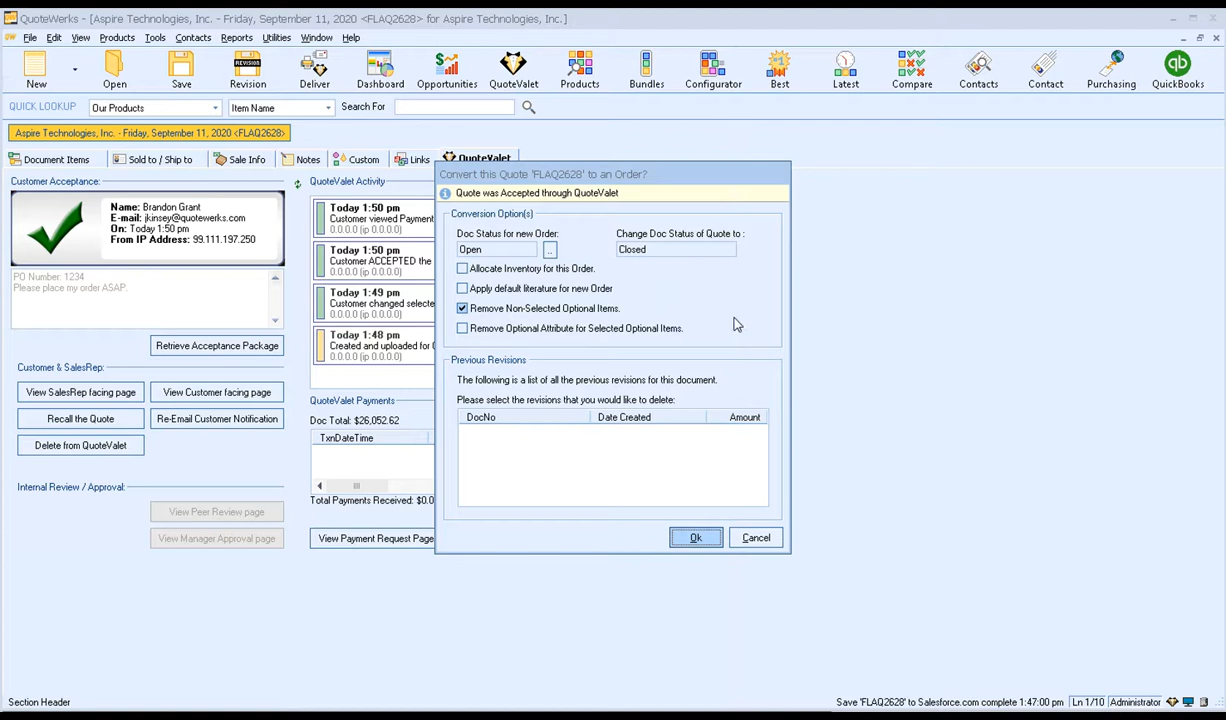 QuoteWerks - [Aspire Technologies, Inc. - Friday, September 11, 2020 <FLAQ2628> for Aspire Technologies, Inc.]
File Edit View Products Tools Contacts Reports Utilities Window Help
New Open Save Revision Deliver Dashboard Opportunities QuoteValet Products Bundles Configurator Best Latest Compare Contacts Contact Purchasing QuickBooks
QUICK LOOKUP Our Products Item Name Search For
Aspire Technologies, Inc. - Friday, September 11, 2020 <FLAQ2628>
Document Items Sold to / Ship to Sale Info Notes Custom Links QuoteValet
Customer Acceptance:
Name: Brandon Grant
E-mail: jkinsey@quotewerks.com
On: Today 1:50pm
From IP Address: 99.111.197.250
PO Number: 1234
Please place my order ASAP.
Retrieve Acceptance Package
Customer & SalesRep:
View SalesRep facing page View Customer facing page
Recall the Quote Re-Email Customer Notification
Delete from QuoteValet
Internal Review / Approval:
View Peer Review page
View Manager Approval page
QuoteValet Activity
Today 1:50 pm
Customer viewed Payment
0.0.0.0 (ip 0.0.0.0)
Today 1:50 pm
Customer ACCEPTED the
0.0.0.0 (ip 0.0.0.0)
Today 1:49 pm
Customer changed selecte
0.0.0.0 (ip 0.0.0.0)
Today 1:48 pm
Created and uploaded for C
0.0.0.0 (ip 0.0.0.0)
QuoteValet Payments
Doc Total: $26,052.62
TxnDateTime
Total Payments Received: $0.0
View Payment Request Page
Convert this Quote 'FLAQ2628' to an Order?
Quote was Accepted through QuoteValet
Conversion Option(s)
Doc Status for new Order: Change Doc Status of Quote to :
Open .. Closed
Allocate Inventory for this Order.
Apply default literature for new Order
Remove Non-Selected Optional Items.
Remove Optional Attribute for Selected Optional Items.
Previous Revisions
The following is a list of all the previous revisions for this document.
Please select the revisions that you would like to delete:
DocNo Date Created Amount
Ok Cancel
Section Header Save 'FLAQ2628' to Salesforce.com complete 1:47:00 pm Ln 1/10 Administrator